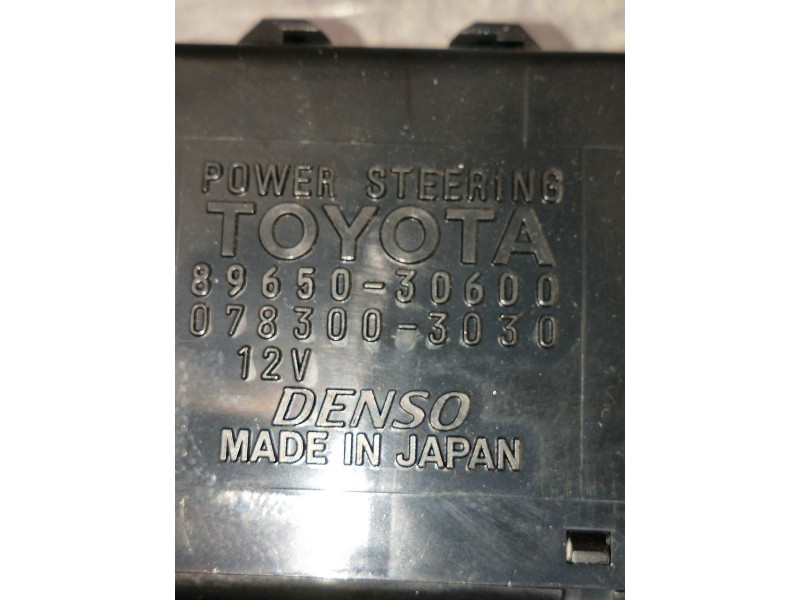 POWER STEERING
TOYOTA
89650-30600
078300-3030
12V
DENSO
MADE IN JAPAN